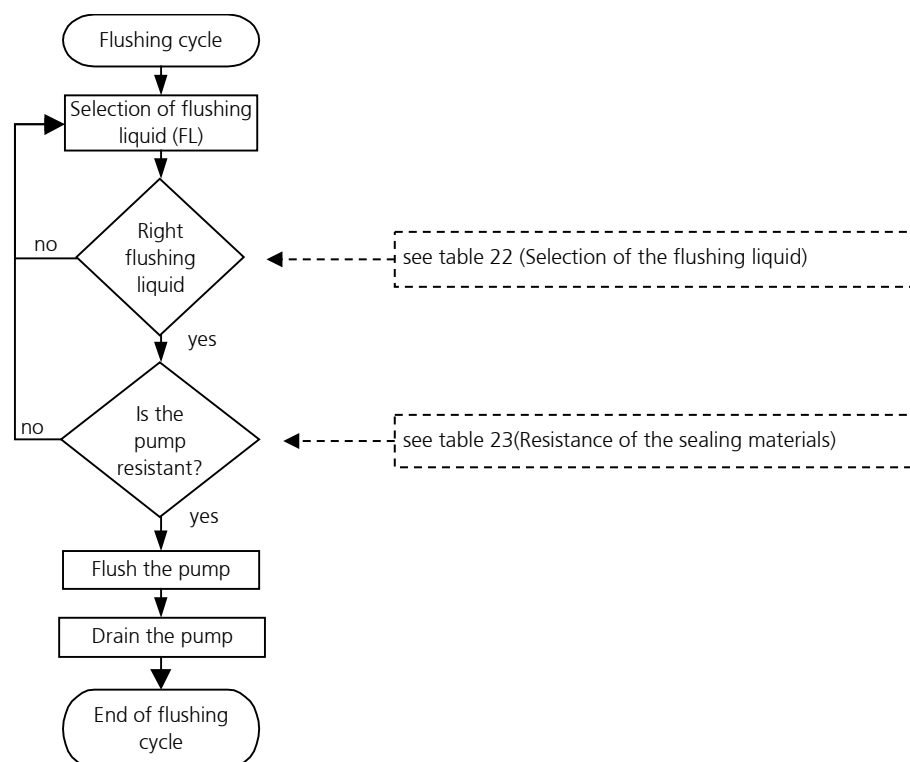 Flushing cycle
Selection of flushing
liquid (FL)
Right
flushing
liquid
no
see table 22 (Selection of the flushing liquid)
yes
Is the
pump
resistant?
no
see table 23(Resistance of the sealing materials)
yes
Flush the pump
Drain the pump
End of flushing
cycle